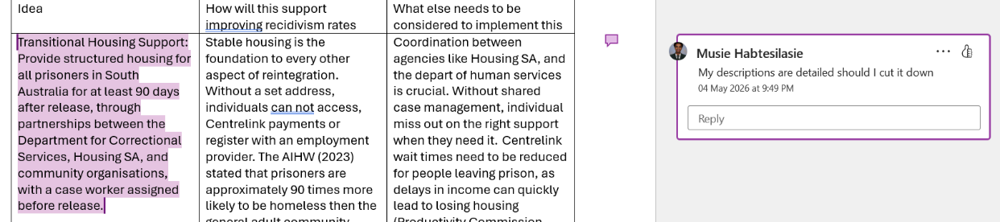 Idea
How will this support
improving recidivism rates
What else needs to be
considered to implement this
Transitional Housing Support:
Provide structured housing for
all prisoners in South
Australia for at least 90 days
after release, through
partnerships between the
Department for Correctional
Services, Housing SA, and
community organisations,
with a case worker assigned
before release.
Stable housing is the
foundation to every other
aspect of reintegration.
Without a set address,
individuals can not access,
Centrelink payments or
register with an employment
provider. The AIHW (2023)
stated that prisoners are
approximately 90 times more
likely to be homeless then the
general adult community
Coordination between
agencies like Housing SA, and
the depart of human services
is crucial. Without shared
case management, individual
miss out on the right support
when they need it. Centrelink
wait times need to be reduced
for people leaving prison, as
delays in income can quickly
lead to losing housing
(Productivity Commission
Musie Habtesilasie
My descriptions are detailed should I cut it down
04 May 2026 at 9:49 PM
Reply